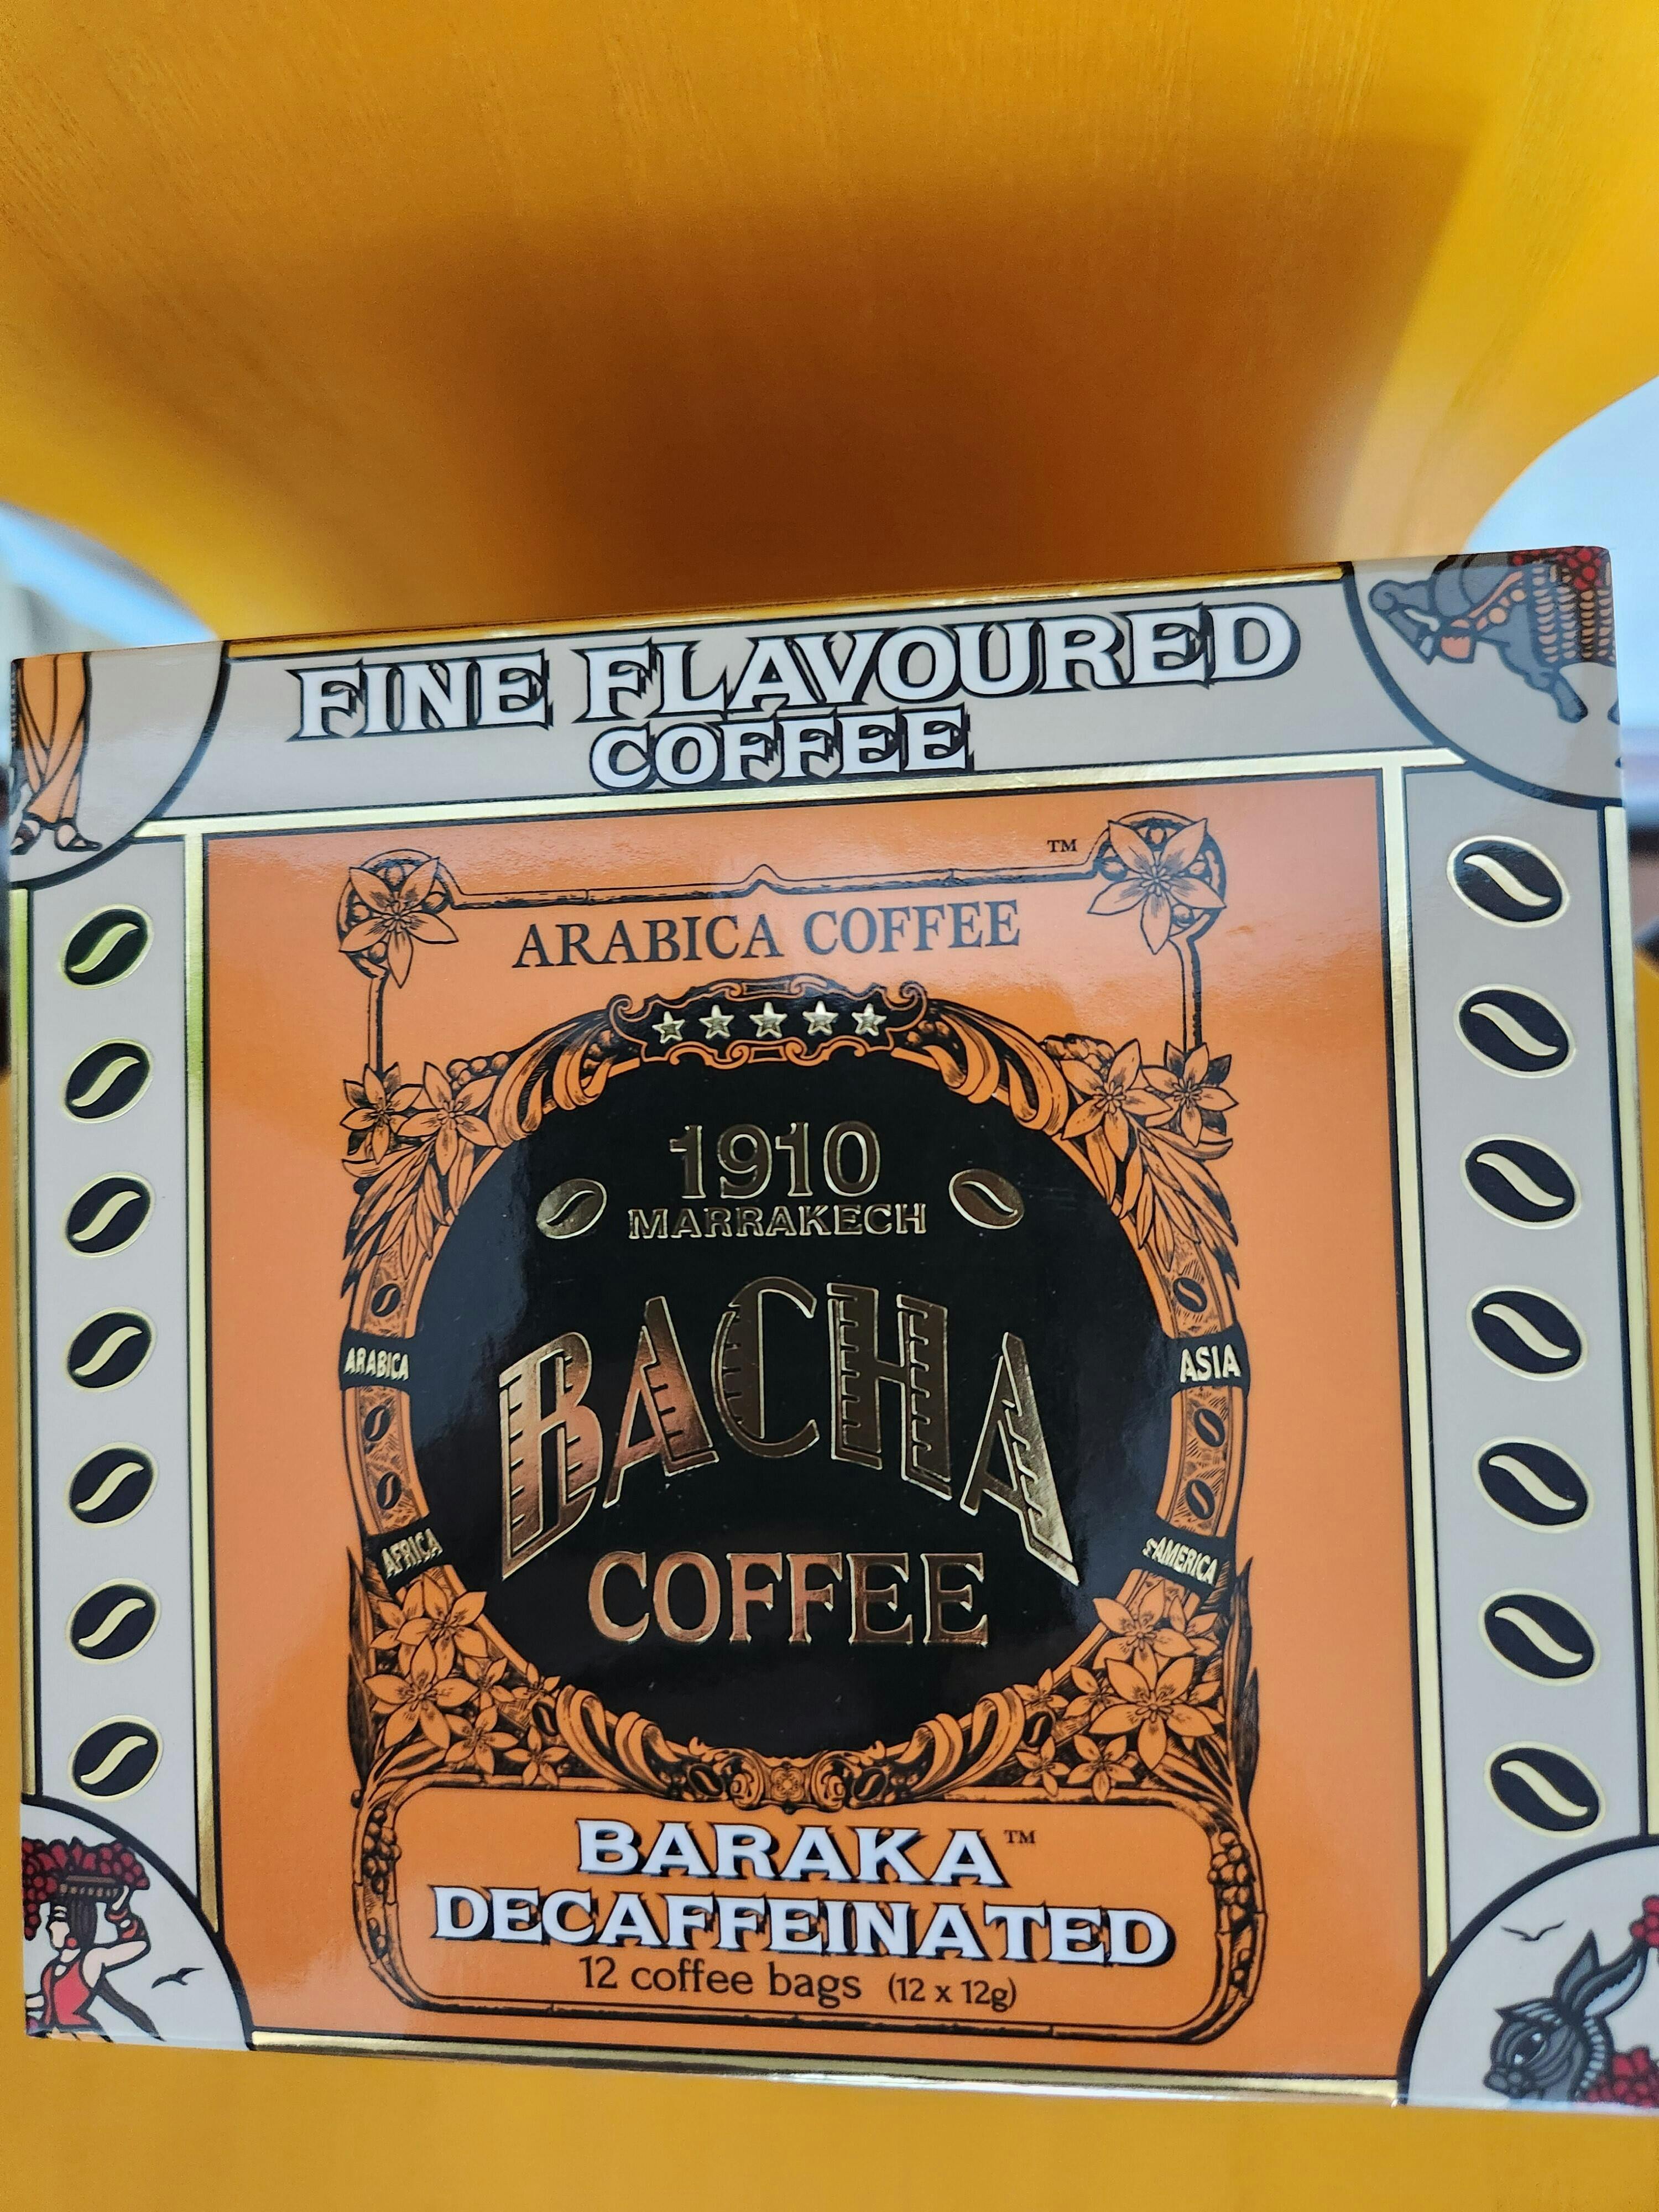 FINE FLAVOURED
COFFEE
TM
ARABICA COFFEE
1910
MARRAKECH
BACHA
COFFEE
ARABICA
ASIA
AFRICA
AMERICA
BARAKA™
DECAFFEINATED
12 coffee bags (12 x 12g)